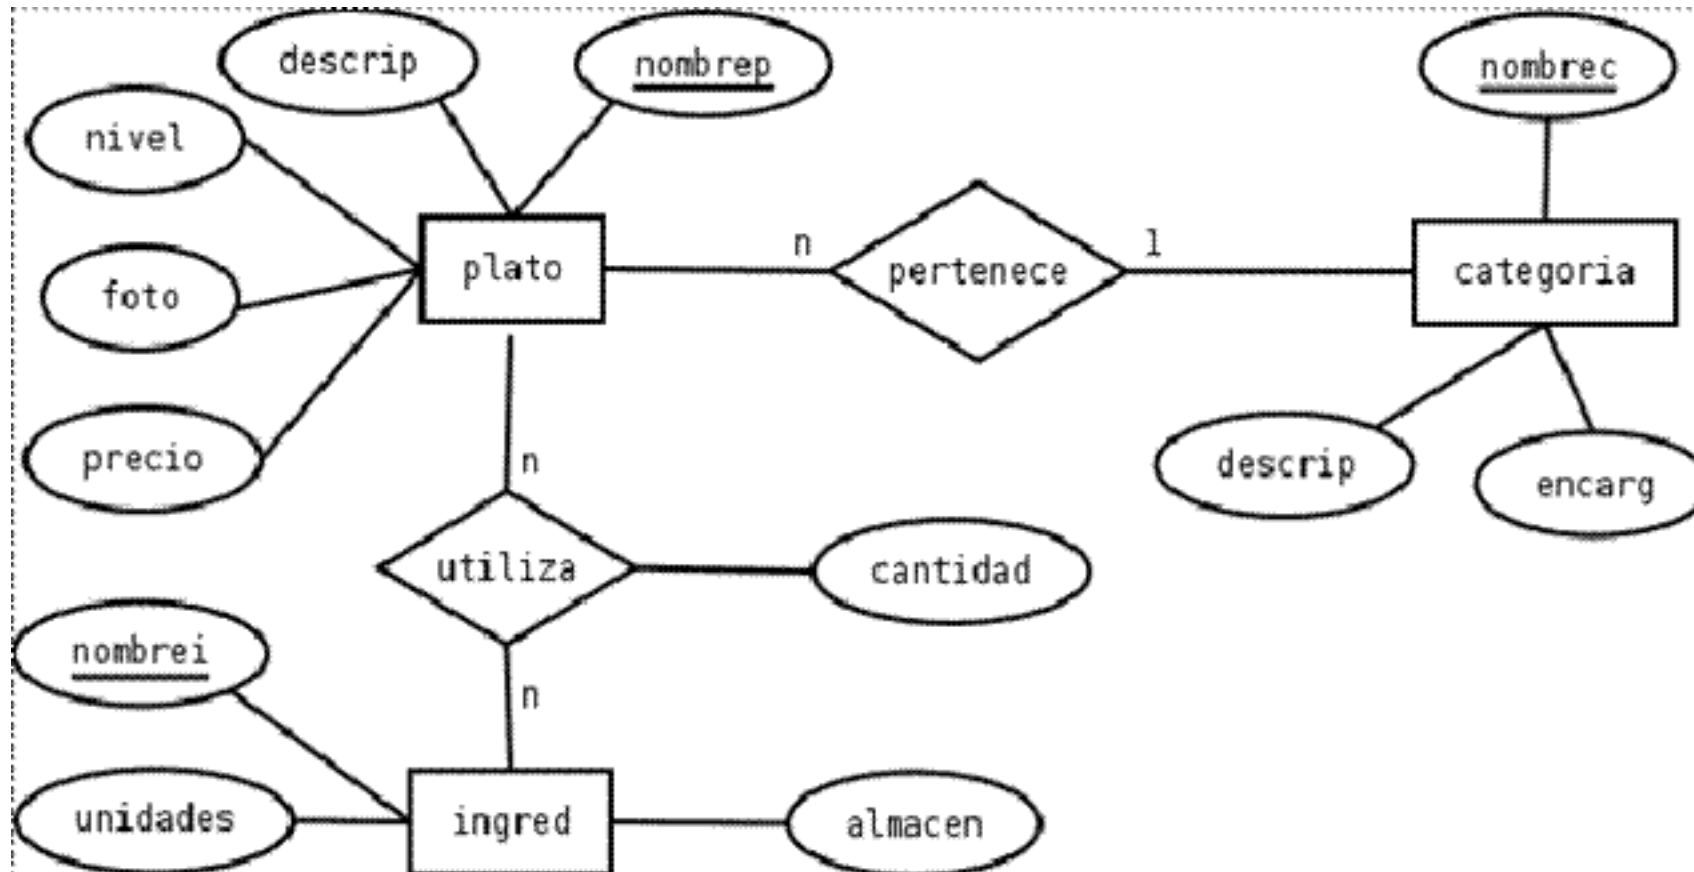 descrip
nombrep
nombrec
nivel
plato
n
pertenece
1
categoria
foto
precio
n
descrip
encarg
utiliza
cantidad
nombrei
n
unidades
ingred
almacen